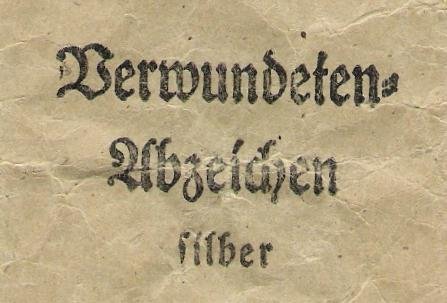 Verwundeten-
Abzeichen
silber